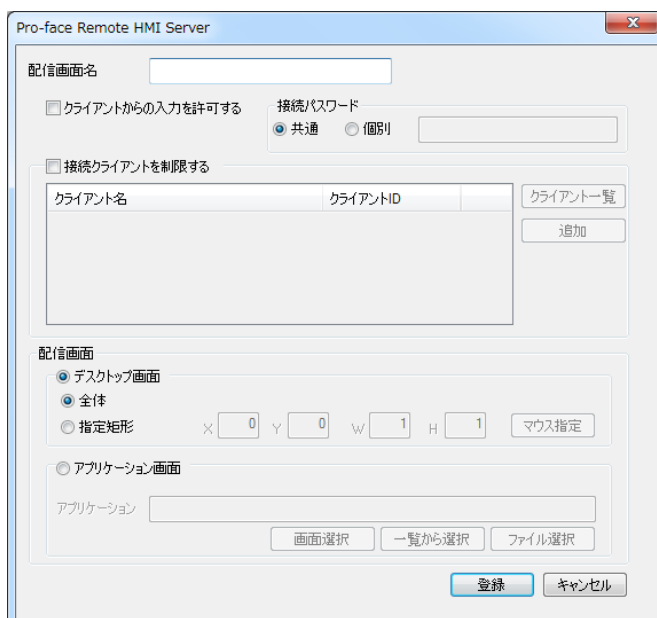 Pro-face Remote HMI Server
配信画面名
クライアントからの入力を許可する
接続パスワード
共通 個別
接続クライアントを制限する
クライアント名 クライアントID
クライアント一覧
追加
配信画面
デスクトップ画面
全体
指定矩形 X 0 Y 0 W 1 H 1 マウス指定
アプリケーション画面
アプリケーション
画面選択 一覧から選択 ファイル選択
登録 キャンセル